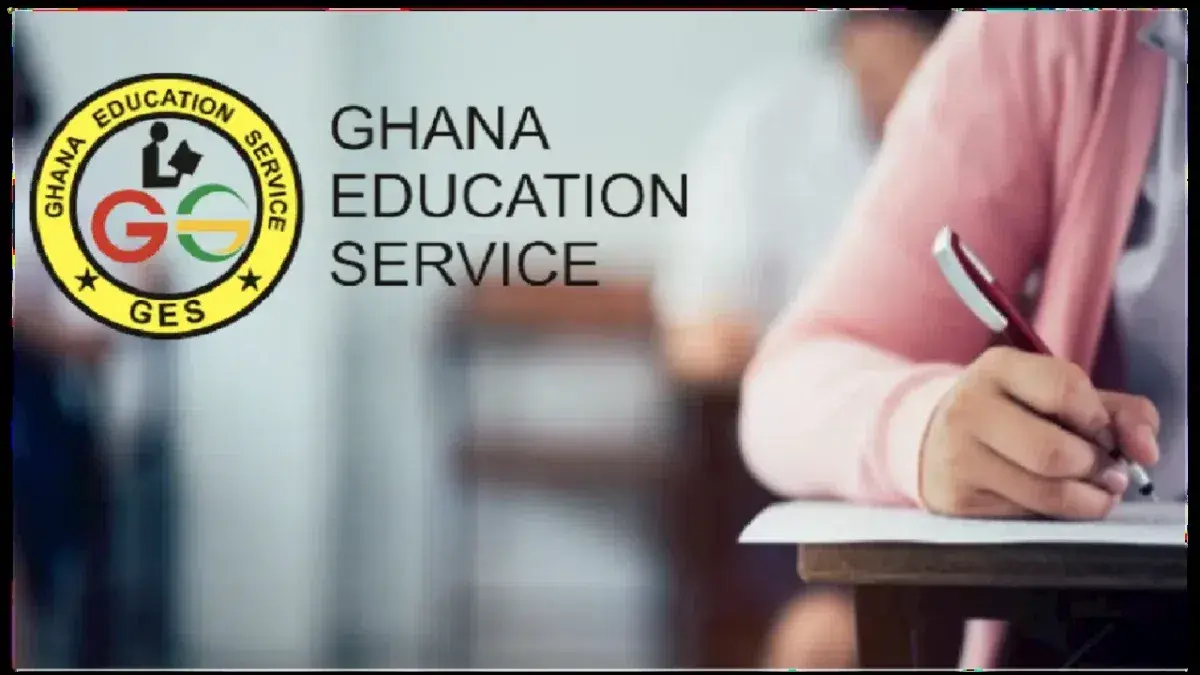 GHANA EDUCATION SERVICE
GES
GHANA
EDUCATION
SERVICE